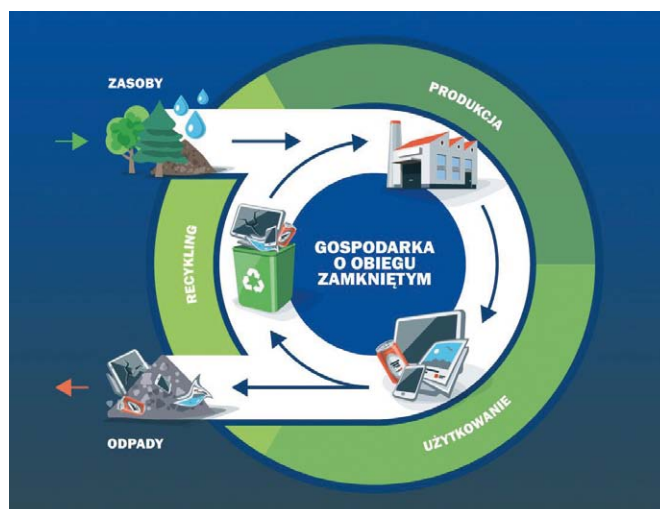 ZASOBY
PRODUKCJA
RECYKLING
GOSPODARKA
O OBIEGU
ZAMKNIĘTYM
UŻYTKOWANIE
ODPADY